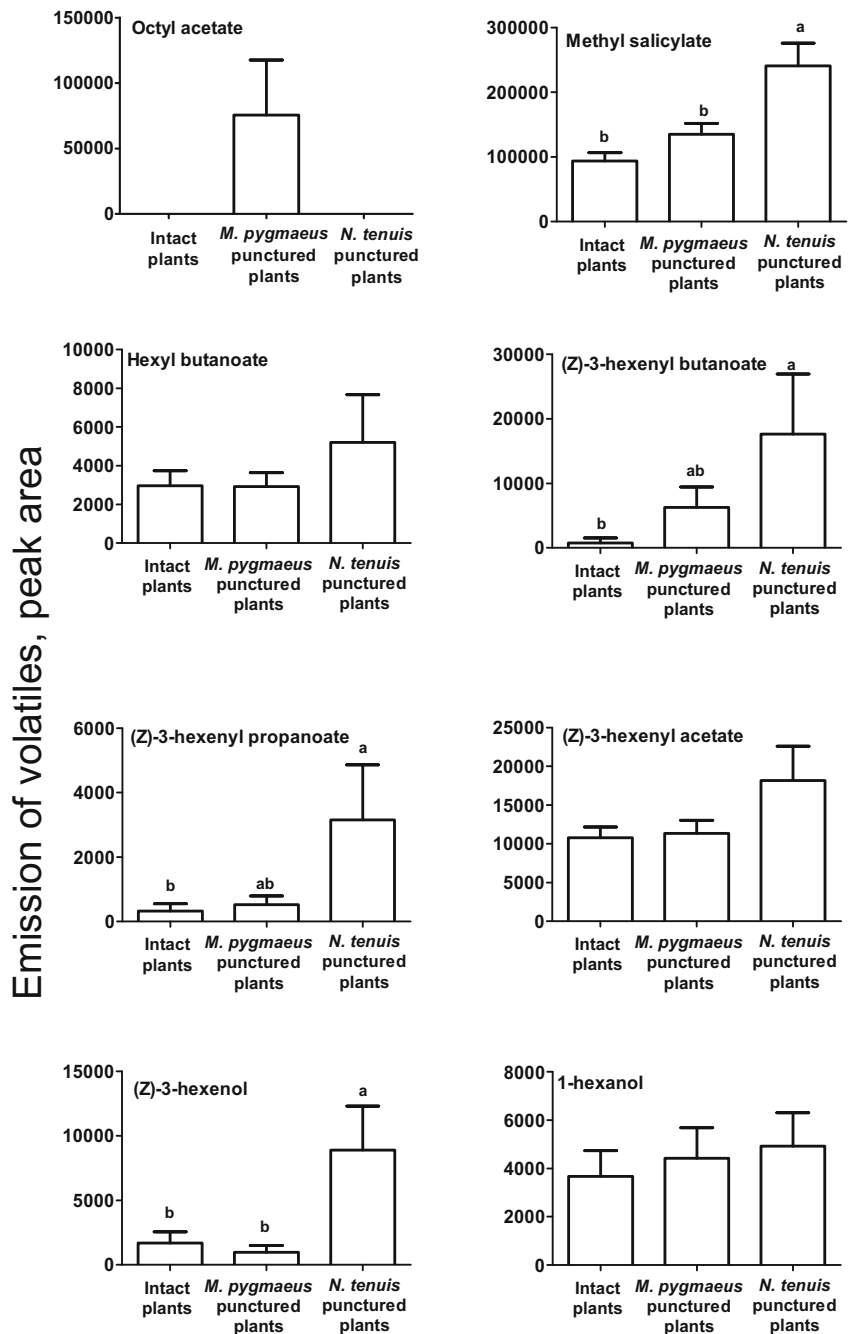 Emission of volatiles, peak area
Octyl acetate
150000
100000
50000
0
Intact
plants
M. pygmaeus
punctured
plants
N. tenuis
punctured
plants
Methyl salicylate
300000
200000
100000
0
b
b
a
Intact
plants
M. pygmaeus
punctured
plants
N. tenuis
punctured
plants
Hexyl butanoate
10000
8000
6000
4000
2000
0
Intact
plants
M. pygmaeus
punctured
plants
N. tenuis
punctured
plants
(Z)-3-hexenyl butanoate
30000
20000
10000
0
b
ab
a
Intact
plants
M. pygmaeus
punctured
plants
N. tenuis
punctured
plants
(Z)-3-hexenyl propanoate
6000
4000
2000
0
b
ab
a
Intact
plants
M. pygmaeus
punctured
plants
N. tenuis
punctured
plants
(Z)-3-hexenyl acetate
25000
20000
15000
10000
5000
0
Intact
plants
M. pygmaeus
punctured
plants
N. tenuis
punctured
plants
(Z)-3-hexenol
15000
10000
5000
0
b
b
a
Intact
plants
M. pygmaeus
punctured
plants
N. tenuis
punctured
plants
1-hexanol
8000
6000
4000
2000
0
Intact
plants
M. pygmaeus
punctured
plants
N. tenuis
punctured
plants